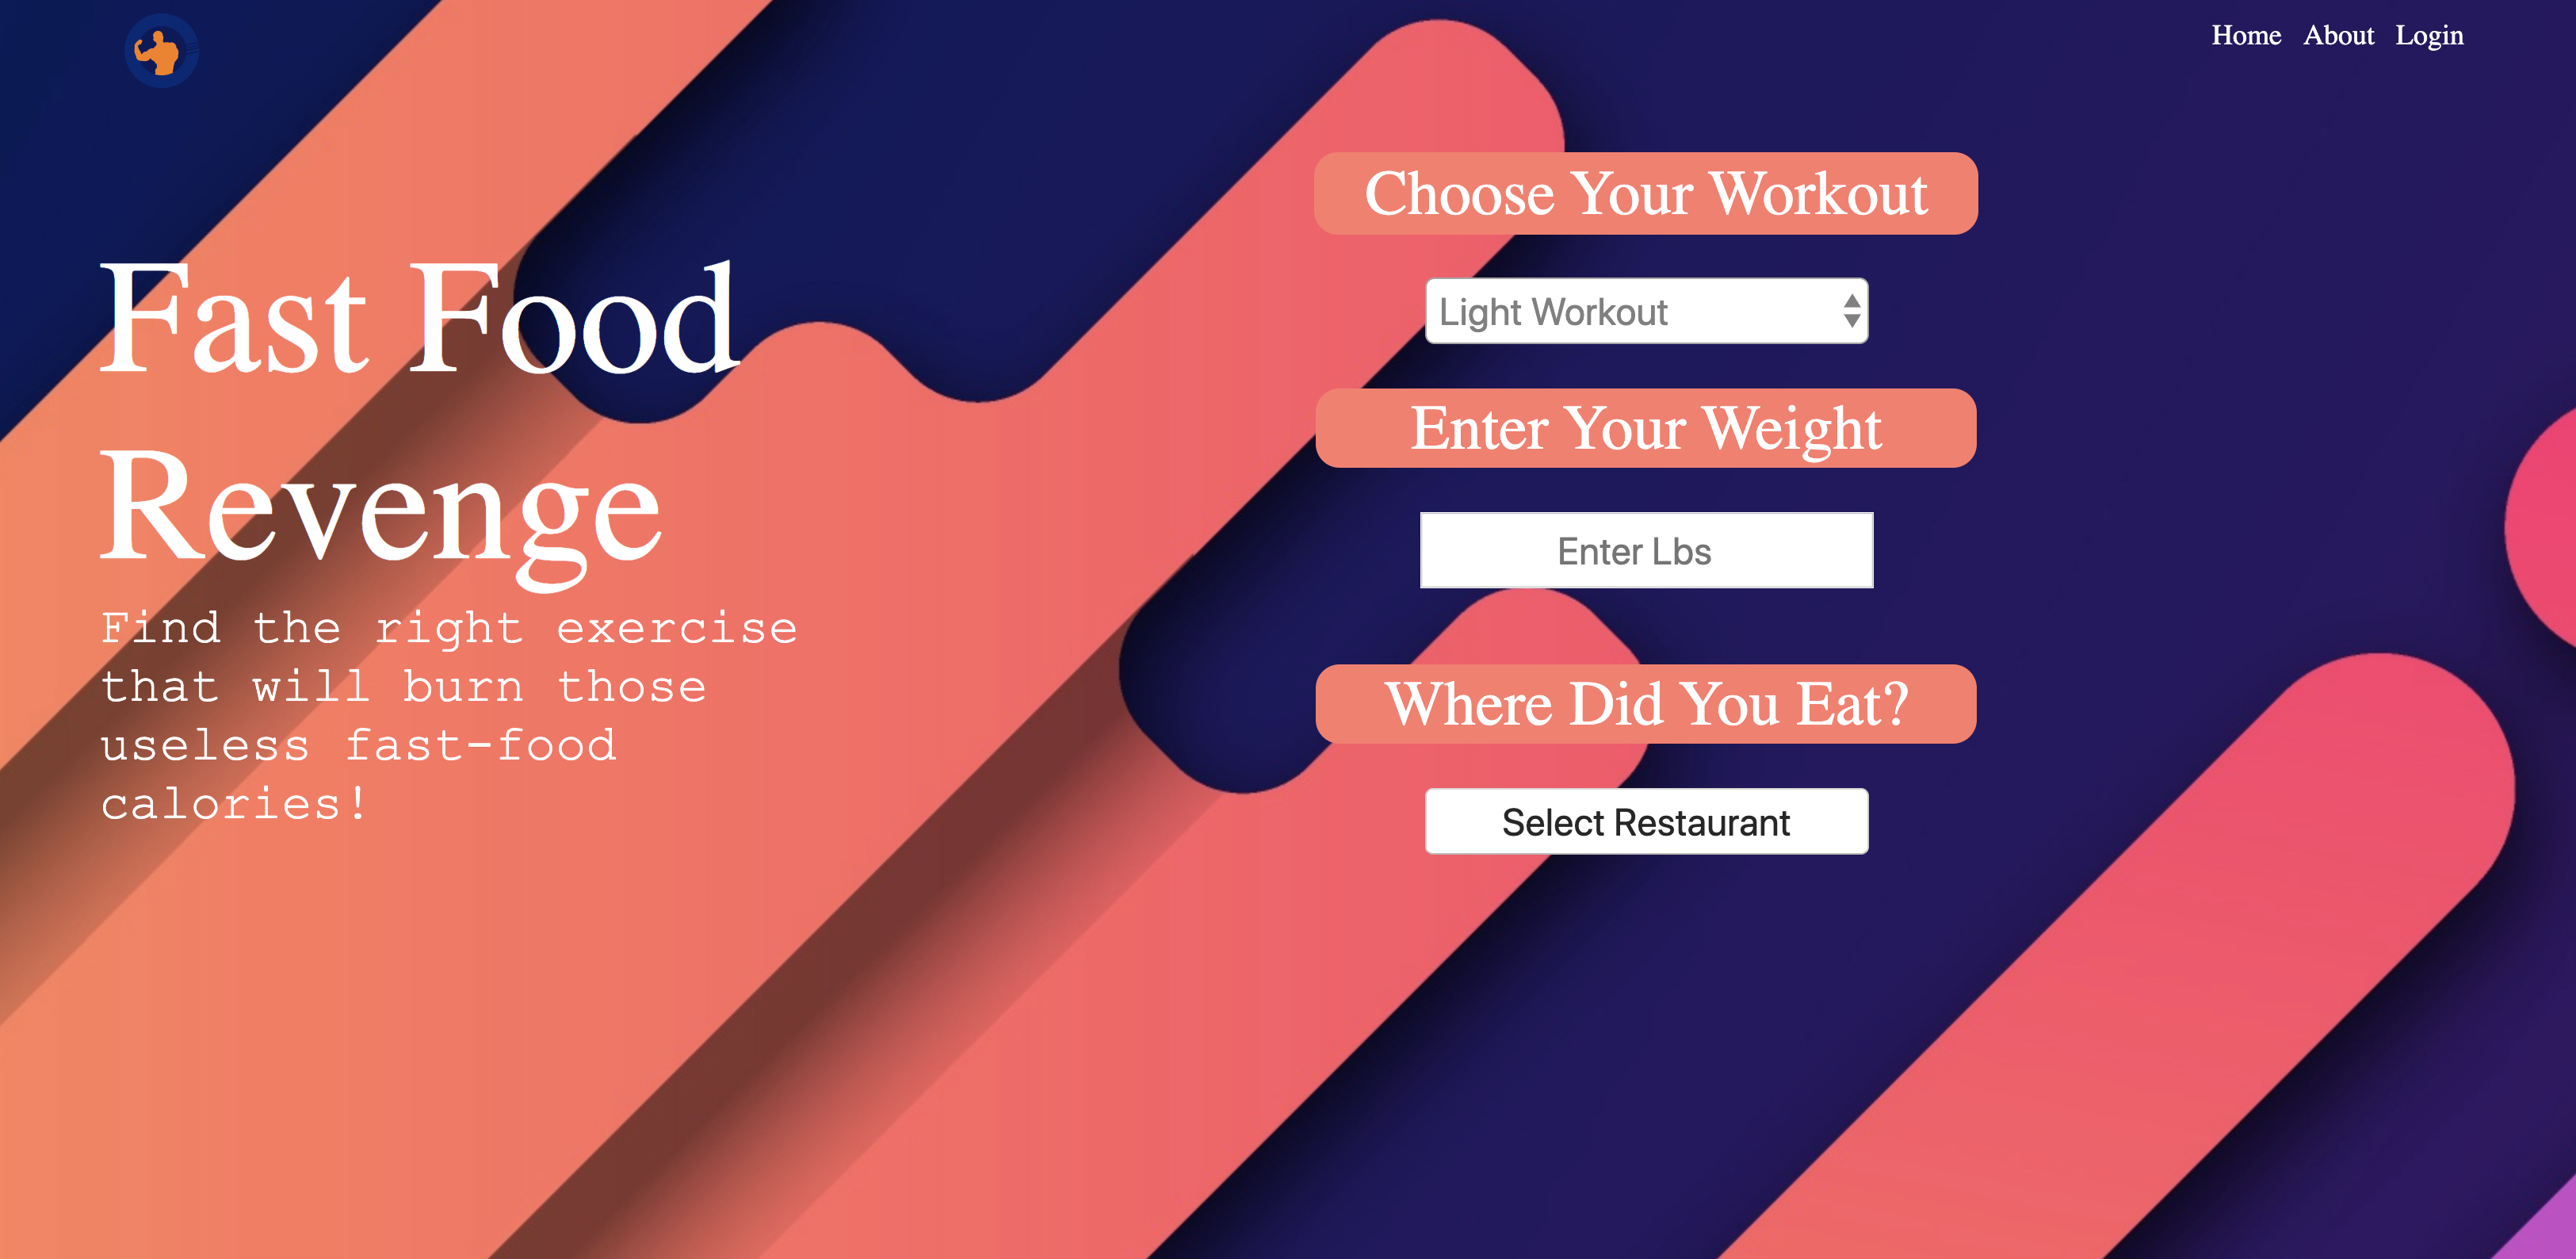 Home About Login
Fast Food
Revenge
Find the right exercise
that will burn those
useless fast-food
calories!
Choose Your Workout
Light Workout
Enter Your Weight
Enter Lbs
Where Did You Eat?
Select Restaurant